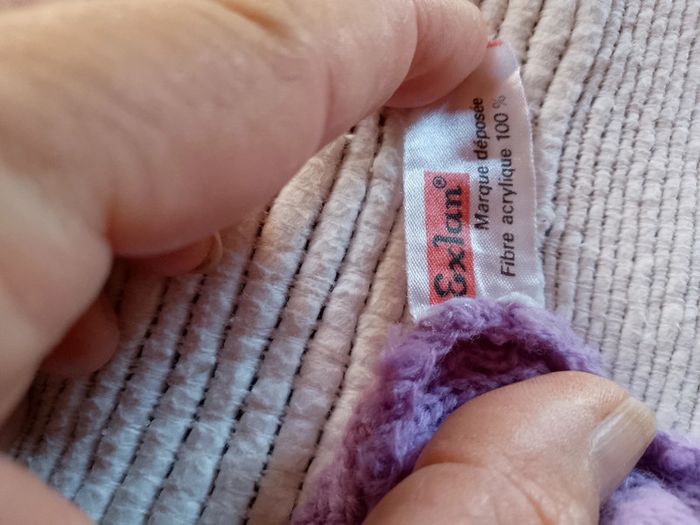 Exlan®
Marque déposée
Fibre acrylique 100 %